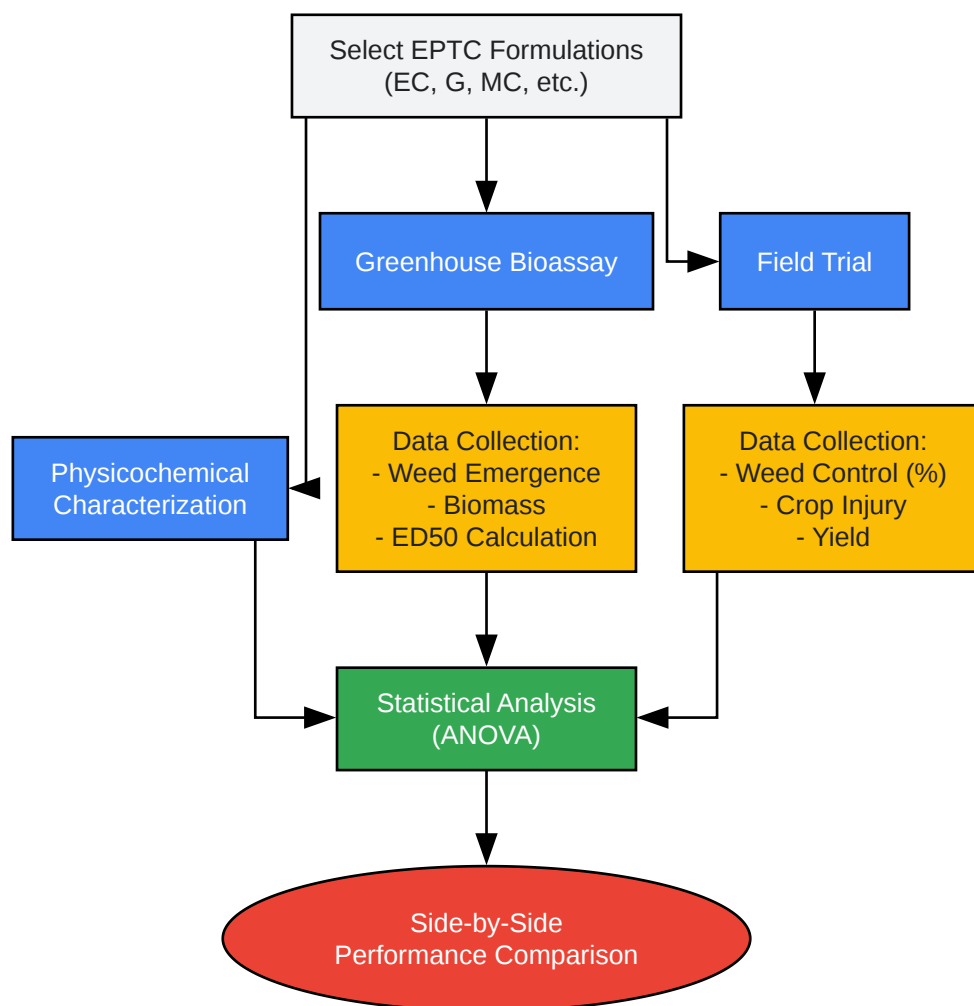 Select EPTC Formulations
(EC, G, MC, etc.)
Greenhouse Bioassay
Field Trial
Physicochemical
Characterization
Data Collection:
- Weed Emergence
- Biomass
- ED50 Calculation
Data Collection:
- Weed Control (%)
- Crop Injury
- Yield
Statistical Analysis
(ANOVA)
Side-by-Side
Performance Comparison